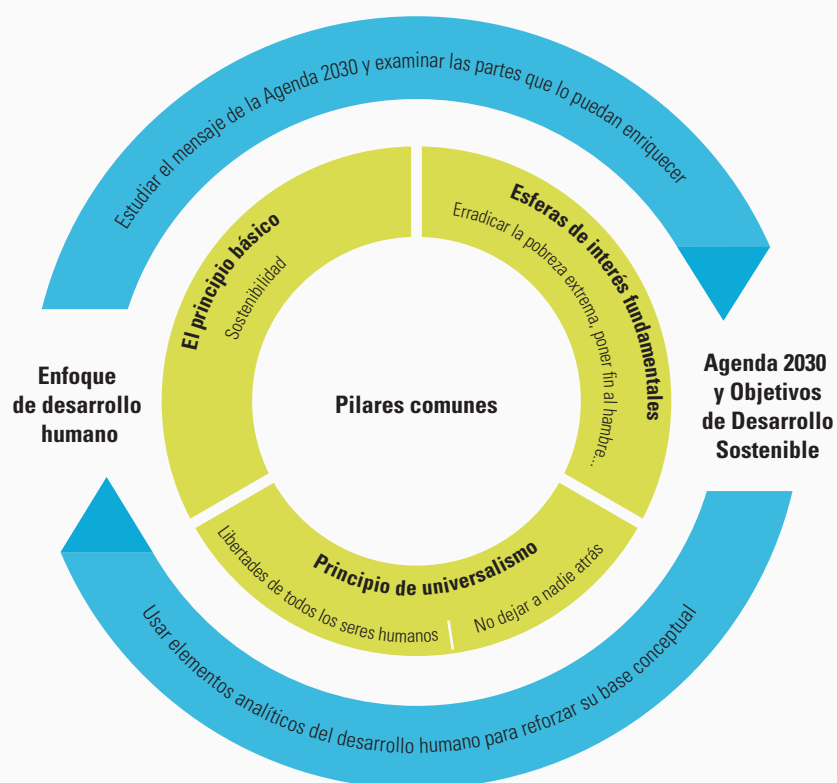 Estudiar el mensaje de la Agenda 2030 y examinar las partes que lo puedan enriquecer
El principio básico
Sostenibilidad
Esferas de interés fundamentales
Erradicar la pobreza extrema, poner fin al hambre...
Enfoque
de desarrollo
humano
Pilares comunes
Agenda 2030
y Objetivos
de Desarrollo
Sostenible
Principio de universalismo
Libertades de todos los seres humanos
No dejar a nadie atrás
Usar elementos analíticos del desarrollo humano para reforzar su base conceptual